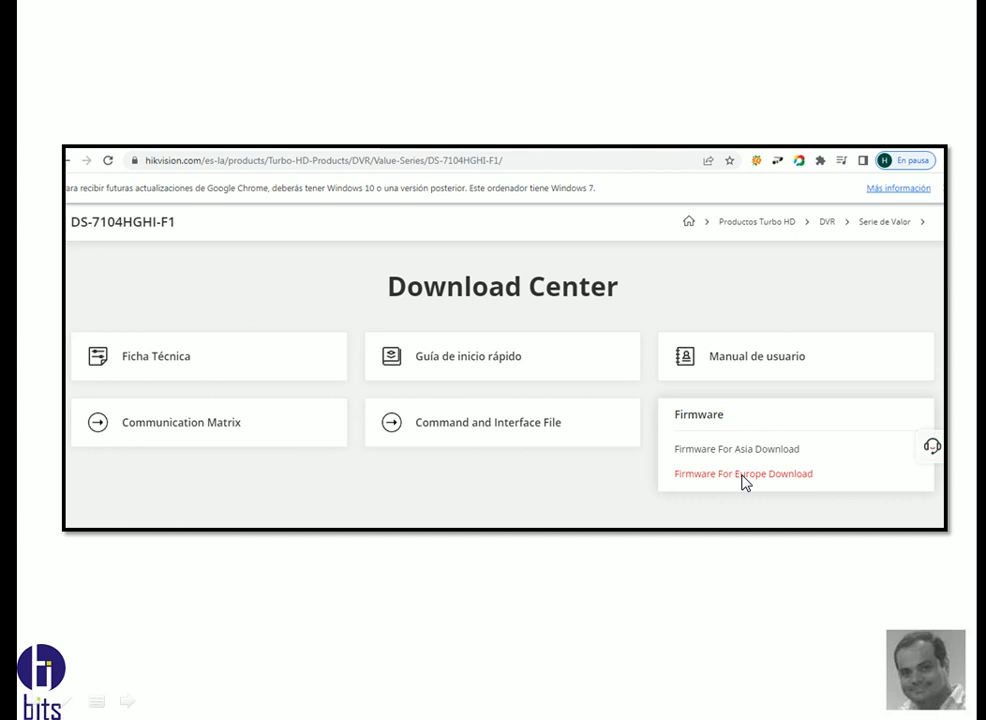 hikvision.com/es-la/products/Turbo-HD-Products/DVR/Value-Series/DS-7104HGHI-F1/
H En pausa
ara recibir futuras actualizaciones de Google Chrome, deberás tener Windows 10 o una versión posterior. Este ordenador tiene Windows 7.
Más información
DS-7104HGHI-F1
Productos Turbo HD > DVR > Serie de Valor >
Download Center
Ficha Técnica
Guía de inicio rápido
Manual de usuario
Communication Matrix
Command and Interface File
Firmware
Firmware For Asia Download
Firmware For Europe Download
hi
bits